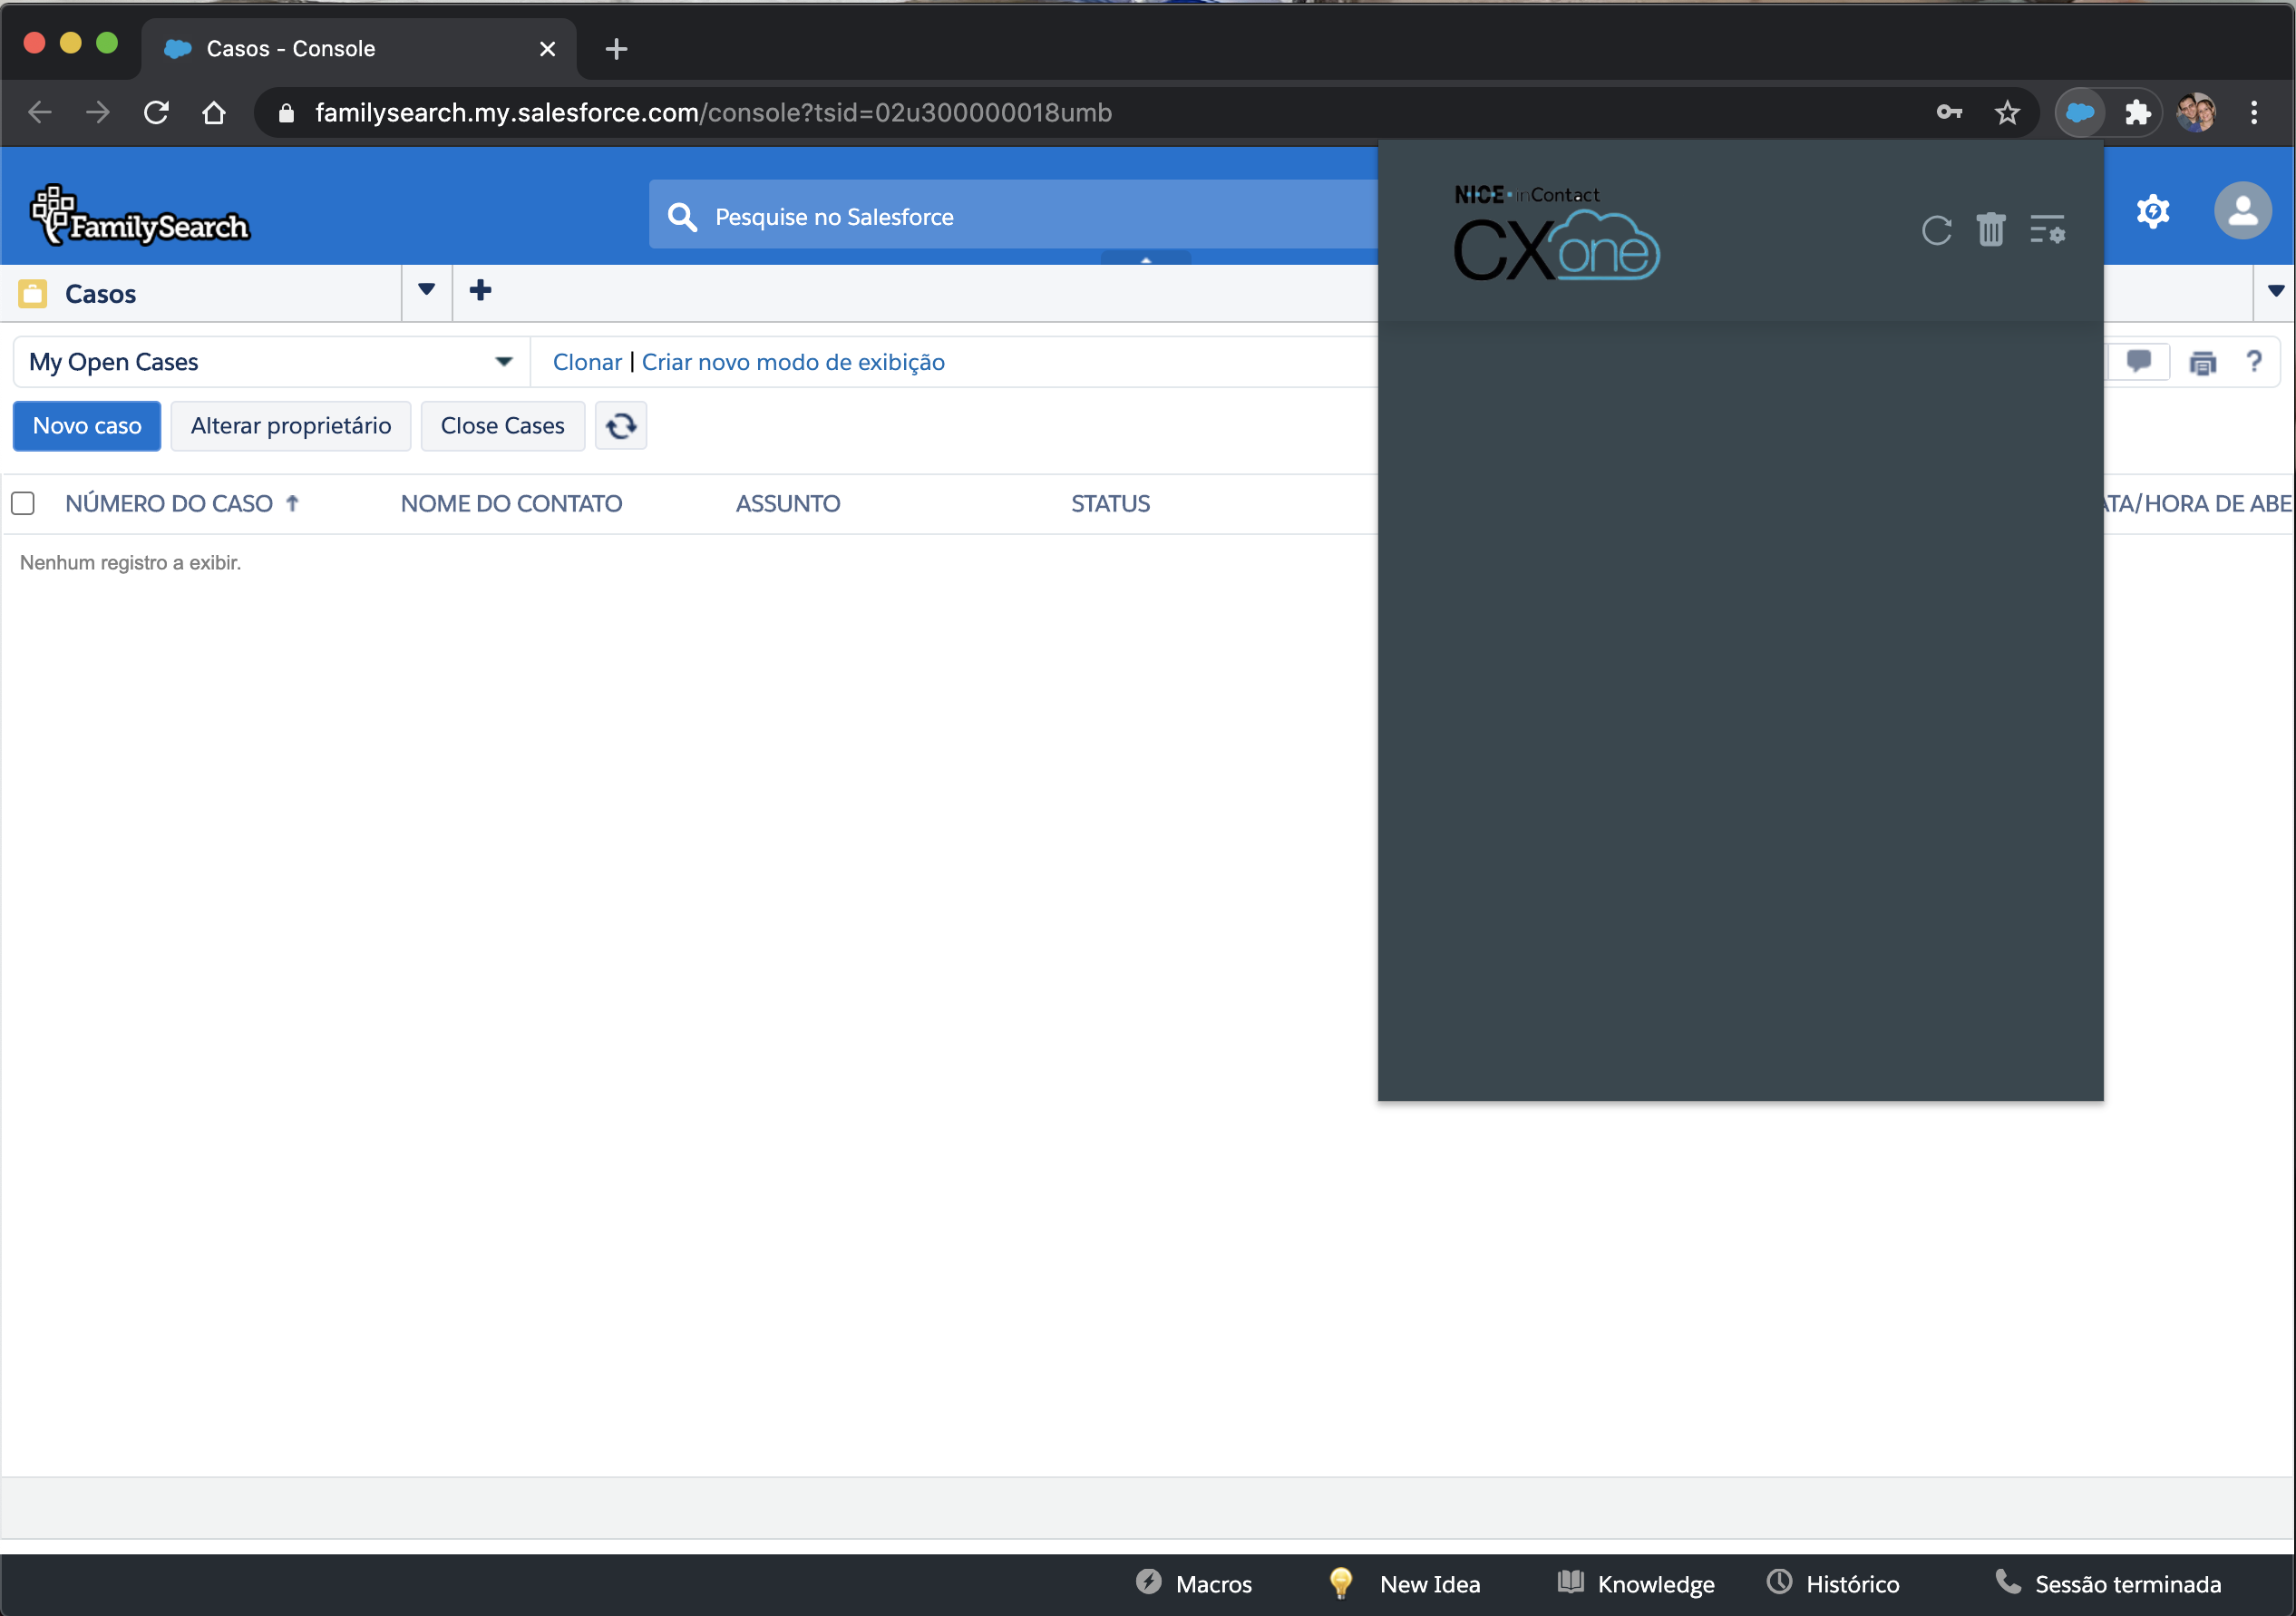 Casos - Console
familysearch.my.salesforce.com/console?tsid=02u300000018umb
FamilySearch
Pesquise no Salesforce
NICE inContact
CXone
Casos
My Open Cases
Clonar | Criar novo modo de exibição
Novo caso
Alterar proprietário
Close Cases
NÚMERO DO CASO
NOME DO CONTATO
ASSUNTO
STATUS
ATA/HORA DE ABE
Nenhum registro a exibir.
Macros
New Idea
Knowledge
Histórico
Sessão terminada